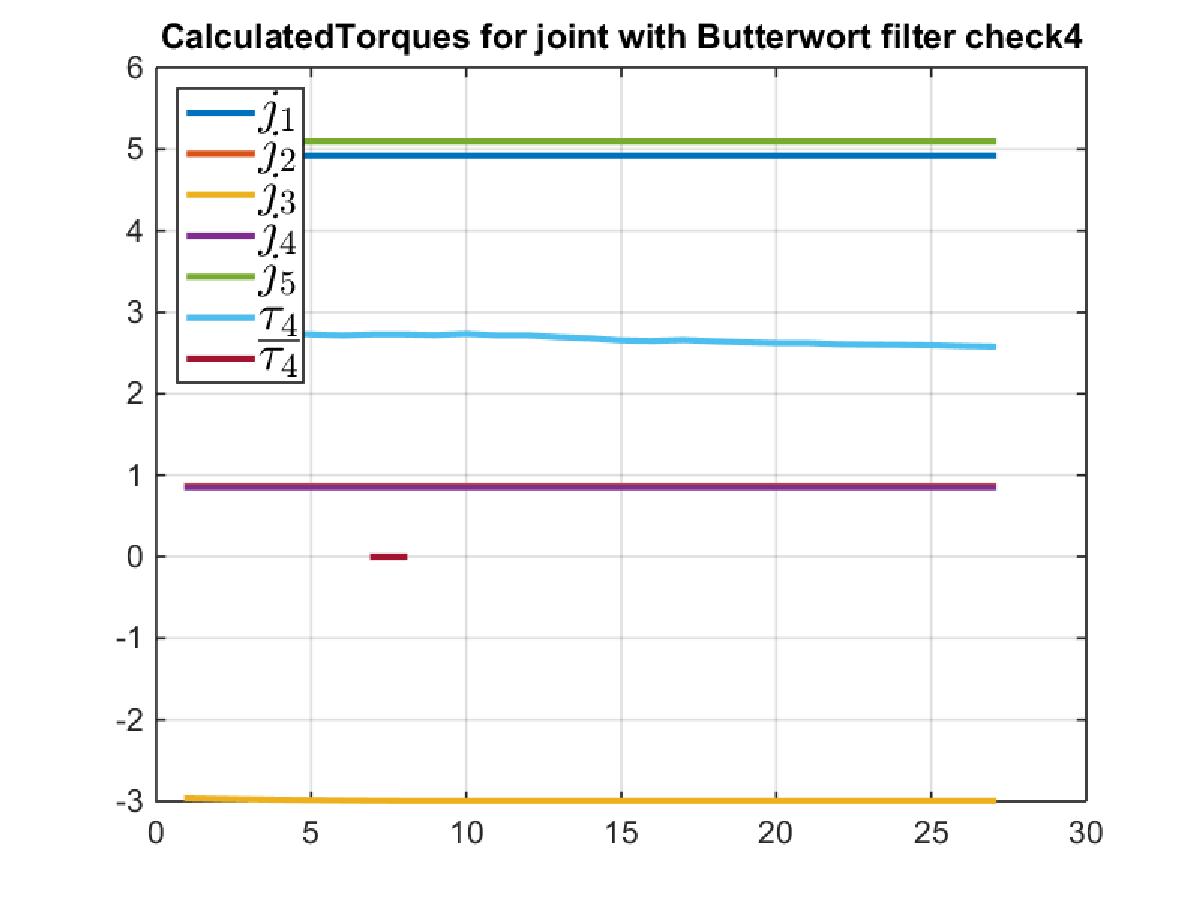 CalculatedTorques for joint with Butterwort filter check4
6
5
4
3
2
1
0
-1
-2
-3
j₁
j₂
j₃
j₄
j₅
τ₄
τ̅₄
0 5 10 15 20 25 30